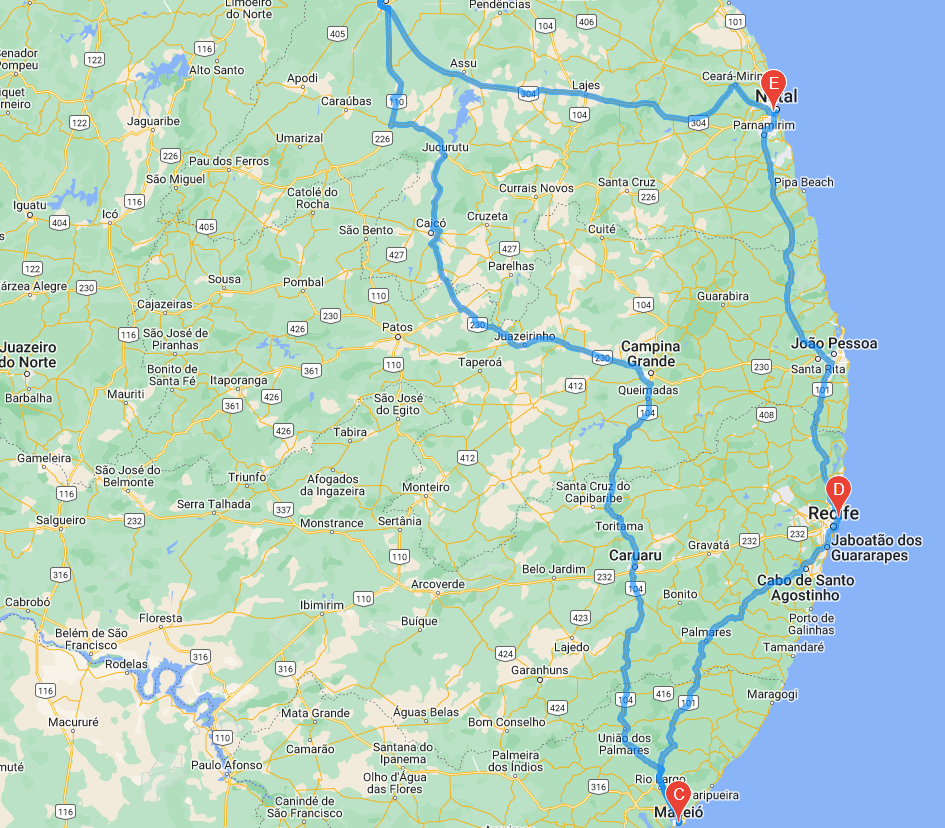 Limoeiro
do Norte
Pendências
101
104
406
405
Senador
Pompeu
122
116
Alto Santo
Assu
Ceará-Mirim
E
Natal
Apodi
Lajes
304
104
110
Caraúbas
304
Parnamirim
122
Jaguaribe
226
Umarizal
226
Jucurutu
Pau dos Ferros
São Miguel
Pipa Beach
Currais Novos
Santa Cruz
226
Catolé do
Rocha
116
Iguatu
404
Icó
405
São Bento
Caicó
Cruzeta
Cuité
427
427
Parelhas
122
Sousa
Pombal
230
110
104
Guarabira
Cajazeiras
230
426
Patos
230
Juazeirinho
116
São José de
Piranhas
Campina
Grande
João Pessoa
Juazeiro
do Norte
230
Taperoá
110
361
230
Santa Rita
Bonito de
Santa Fé
Itaporanga
412
Queimadas
101
Barbalha
Mauriti
426
361
São José
do Egito
104
408
426
Tabira
412
Gameleira
São José do
Belmonte
Triunfo
Afogados
da Ingazeira
Monteiro
Santa Cruz do
Capibaribe
D
Recife
116
Serra Talhada
337
Salgueiro
232
Monstrance
Sertânia
Toritama
232
Jaboatão dos
Guararapes
Gravatá
232
110
Caruaru
316
Belo Jardim
232
Arcoverde
104
Cabo de Santo
Agostinho
Bonito
Cabrobó
110
Ibimirim
Floresta
Buíque
423
Porto de
Galinhas
Belém de São
Francisco
Palmares
Lajedo
Tamandaré
316
424
Rodelas
316
Garanhuns
116
104
416
101
Maragogi
424
Mata Grande
Águas Belas
Bom Conselho
Macururé
110
União dos
Palmares
Camarão
Santana do
Ipanema
Palmeira
dos Índios
Paulo Afonso
Rio Largo
Olho d'Água
das Flores
316
C
Maceió
Canindé de
São Francisco
116